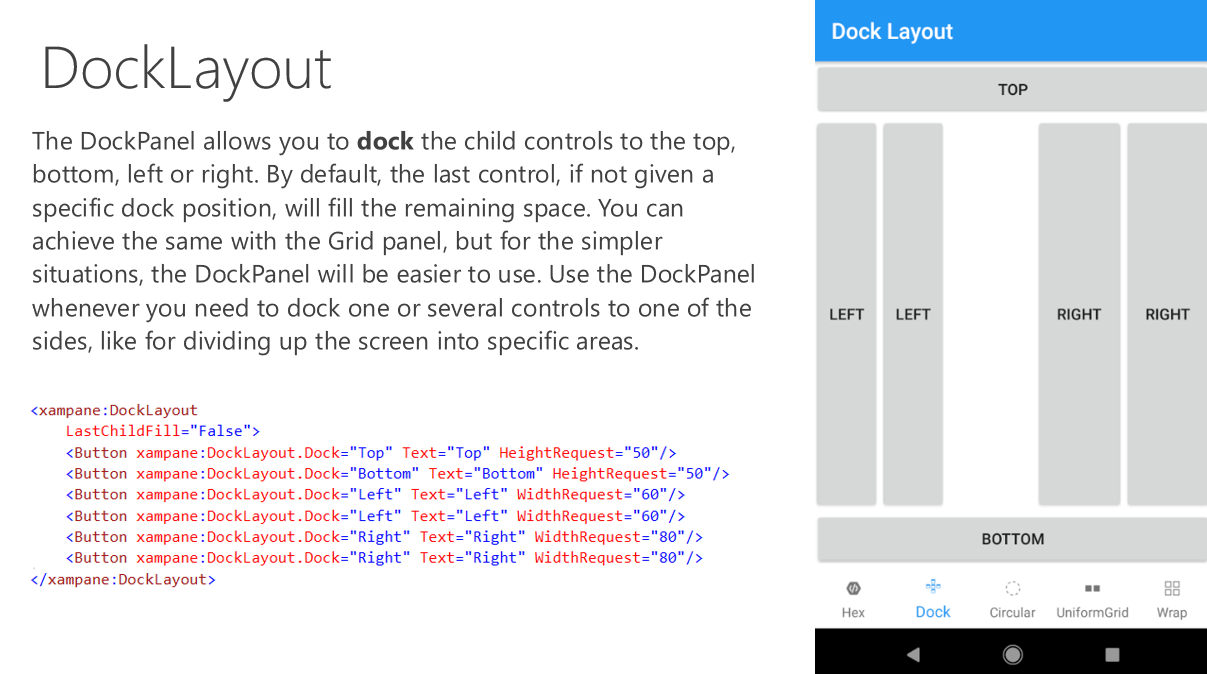 DockLayout
The DockPanel allows you to dock the child controls to the top,
bottom, left or right. By default, the last control, if not given a
specific dock position, will fill the remaining space. You can
achieve the same with the Grid panel, but for the simpler
situations, the DockPanel will be easier to use. Use the DockPanel
whenever you need to dock one or several controls to one of the
sides, like for dividing up the screen into specific areas.
<xampane:DockLayout
    LastChildFill="False">
    <Button xampane:DockLayout.Dock="Top" Text="Top" HeightRequest="50"/>
    <Button xampane:DockLayout.Dock="Bottom" Text="Bottom" HeightRequest="50"/>
    <Button xampane:DockLayout.Dock="Left" Text="Left" WidthRequest="60"/>
    <Button xampane:DockLayout.Dock="Left" Text="Left" WidthRequest="60"/>
    <Button xampane:DockLayout.Dock="Right" Text="Right" WidthRequest="80"/>
    <Button xampane:DockLayout.Dock="Right" Text="Right" WidthRequest="80"/>
</xampane:DockLayout>
Dock Layout
TOP
LEFT LEFT RIGHT RIGHT
BOTTOM
Hex Dock Circular UniformGrid Wrap